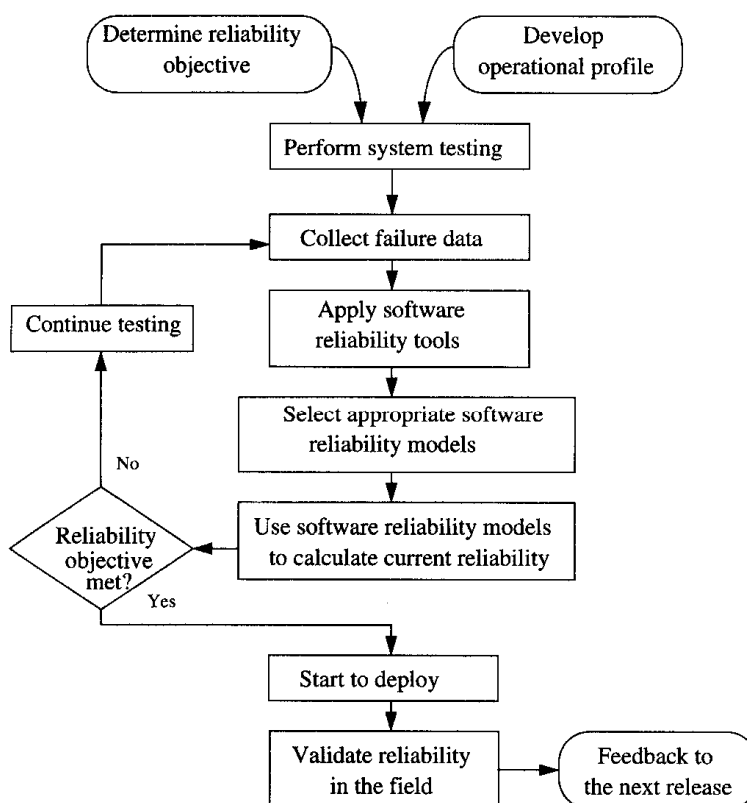 Determine reliability
objective
Develop
operational profile
Perform system testing
Collect failure data
Continue testing
Apply software
reliability tools
Select appropriate software
reliability models
No
Use software reliability models
to calculate current reliability
Reliability
objective
met?
Yes
Start to deploy
Validate reliability
in the field
Feedback to
the next release